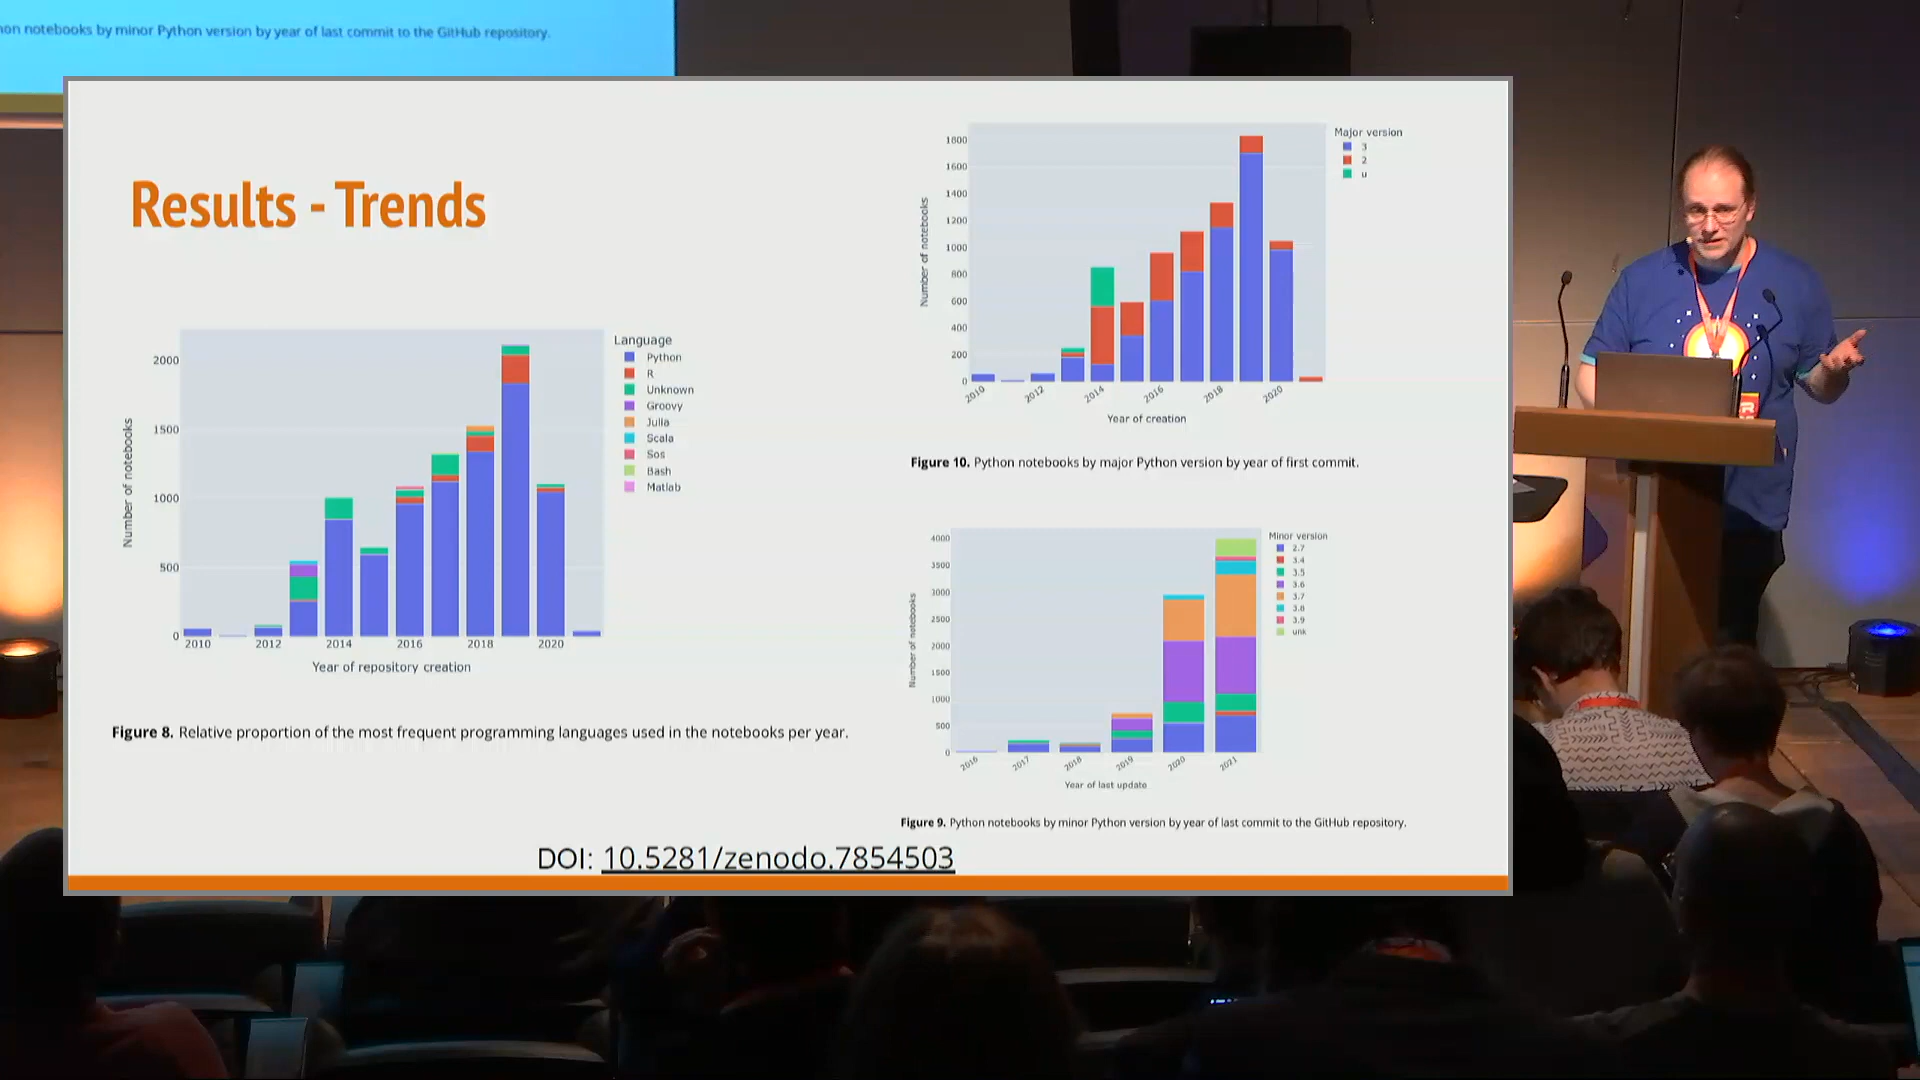 on notebooks by minor Python version by year of last commit to the GitHub repository.
Results - Trends
Number of notebooks
2000
1500
1000
500
0
2010
2012
2014
2016
2018
2020
Year of repository creation
Language
Python
R
Unknown
Groovy
Julia
Scala
Sos
Bash
Matlab
Figure 8. Relative proportion of the most frequent programming languages used in the notebooks per year.
Number of notebooks
1800
1600
1400
1200
1000
800
600
400
200
0
2010
2012
2014
2016
2018
2020
Year of creation
Major version
3
2
u
Figure 10. Python notebooks by major Python version by year of first commit.
Number of notebooks
4000
3500
3000
2500
2000
1500
1000
500
0
2016
2017
2018
2019
2020
2021
Year of last update
Minor version
2.7
3.4
3.5
3.6
3.7
3.8
3.9
unk
Figure 9. Python notebooks by minor Python version by year of last commit to the GitHub repository.
DOI: 10.5281/zenodo.7854503